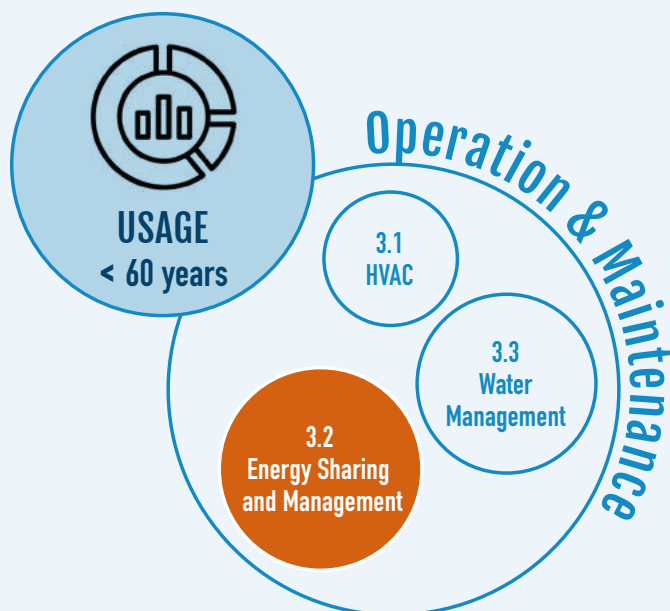 USAGE
< 60 years
Operation & Maintenance
3.1
HVAC
3.3
Water
Management
3.2
Energy Sharing
and Management